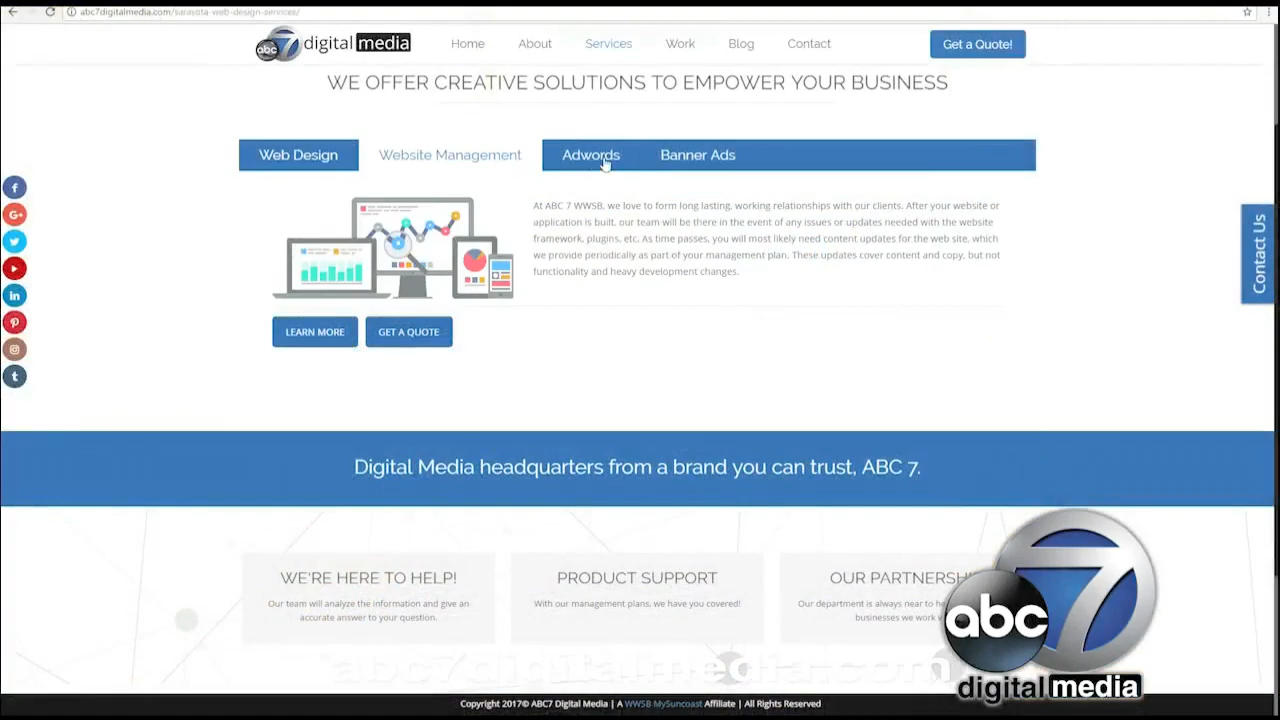 abc7digitalmedia.com/sarasota-web-design-services/
abc 7 digital media
Home
About
Services
Work
Blog
Contact
Get a Quote!
WE OFFER CREATIVE SOLUTIONS TO EMPOWER YOUR BUSINESS
Web Design
Website Management
Adwords
Banner Ads
At ABC 7 WWSB, we love to form long lasting, working relationships with our clients. After your website or
application is built, our team will be there in the event of any issues or updates needed with the website
framework, plugins, etc. As time passes, you will most likely need content updates for the web site, which
we provide periodically as part of your management plan. These updates cover content and copy, but not
functionality and heavy development changes.
LEARN MORE
GET A QUOTE
Contact Us
Digital Media headquarters from a brand you can trust, ABC 7.
WE'RE HERE TO HELP!
Our team will analyze the information and give an
accurate answer to your question.
PRODUCT SUPPORT
With our management plans, we have you covered!
OUR PARTNERSHI
Our department is always near to he
businesses we work
abc7digitalmedia.com
abc 7
digital media
Copyright 2017© ABC7 Digital Media | A WWSB MySuncoast Affiliate | All Rights Reserved